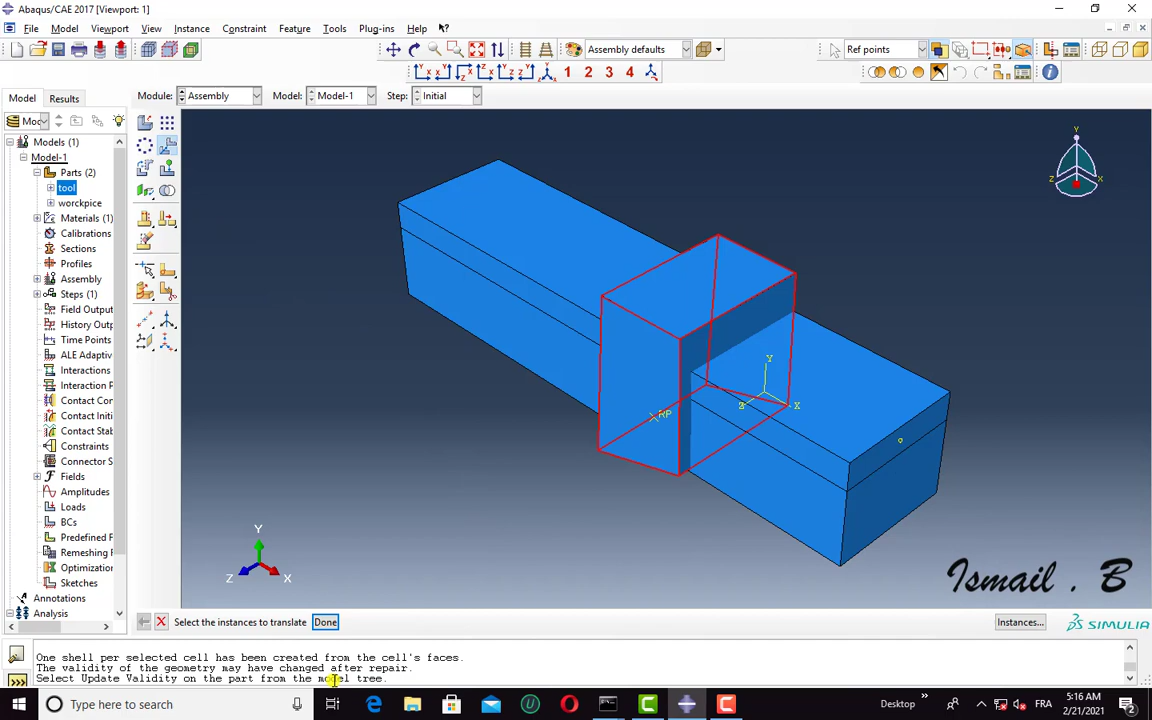 Abaqus/CAE 2017 [Viewport: 1]
File Model Viewport View Instance Constraint Feature Tools Plug-ins Help
Assembly defaults Ref points
1 2 3 4
Model Results Module: Assembly Model: Model-1 Step: Initial
Moc
Models (1)
Model-1
Parts (2)
tool
worckpice
Materials (1)
Calibrations
Sections
Profiles
Assembly
Steps (1)
Field Outpu
History Outp
Time Points
ALE Adaptiv
Interactions
Interaction P
Contact Con
Contact Initi
Contact Stab
Constraints
Connector S
Fields
Amplitudes
Loads
BCs
Predefined F
Remeshing F
Optimization
Sketches
Annotations
Analysis
Y
Z X
RP
Y
Z X
Y
Z X
Ismail . B
Select the instances to translate Done Instances... SIMULIA
One shell per selected cell has been created from the cell's faces.
The validity of the geometry may have changed after repair.
Select Update Validity on the part from the model tree.
Type here to search Desktop FRA 5:16 AM
2/21/2021 2